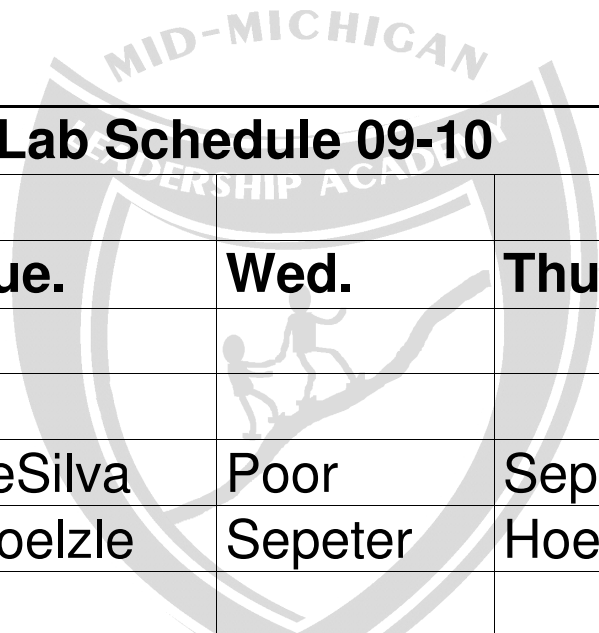 MID-MICHIGAN
Lab Schedule 09-10
LEADERSHIP ACADEMY
ue. Wed. Thu
eSilva Poor Sep
oelzle Sepeter Hoe